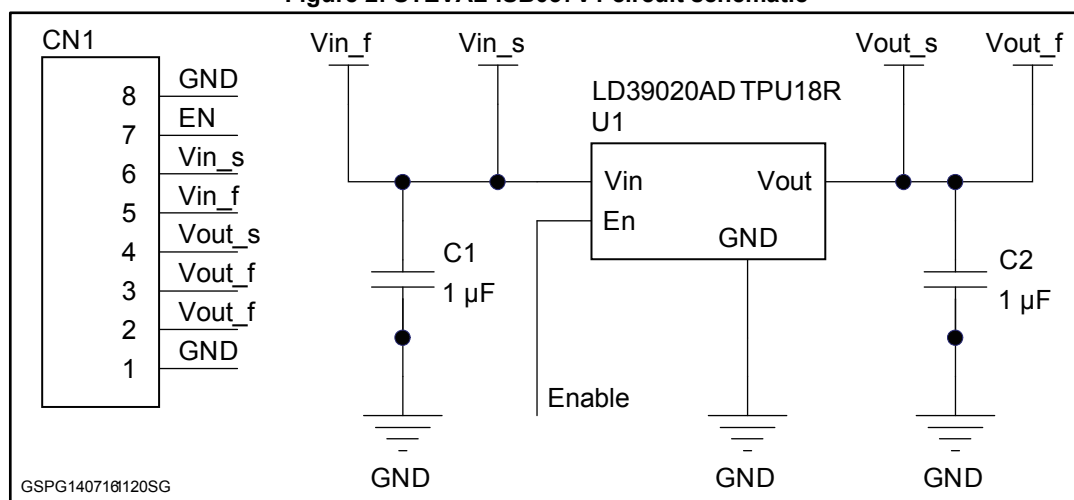 CN1
8 GND
7 EN
6 Vin_s
5 Vin_f
4 Vout_s
3 Vout_f
2 Vout_f
1 GND
Vin_f
Vin_s
Vout_s
Vout_f
LD39020AD TPU18R
U1
Vin
Vout
En
GND
C1
1 µF
C2
1 µF
Enable
GND
GND
GND